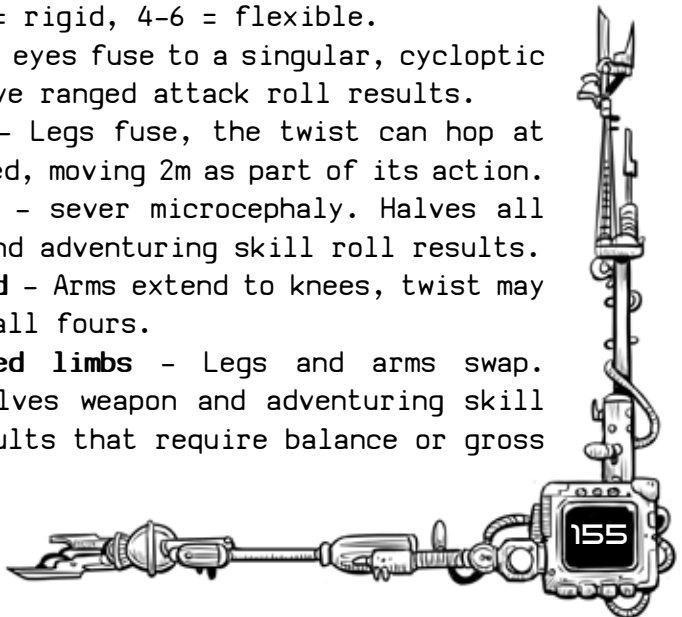 = rigid, 4–6 = flexible.
eyes fuse to a singular, cycloptic
ve ranged attack roll results.
– Legs fuse, the twist can hop at
ed, moving 2m as part of its action.
– sever microcephaly. Halves all
nd adventuring skill roll results.
d – Arms extend to knees, twist may
all fours.
ed limbs – Legs and arms swap.
lves weapon and adventuring skill
ults that require balance or gross
155